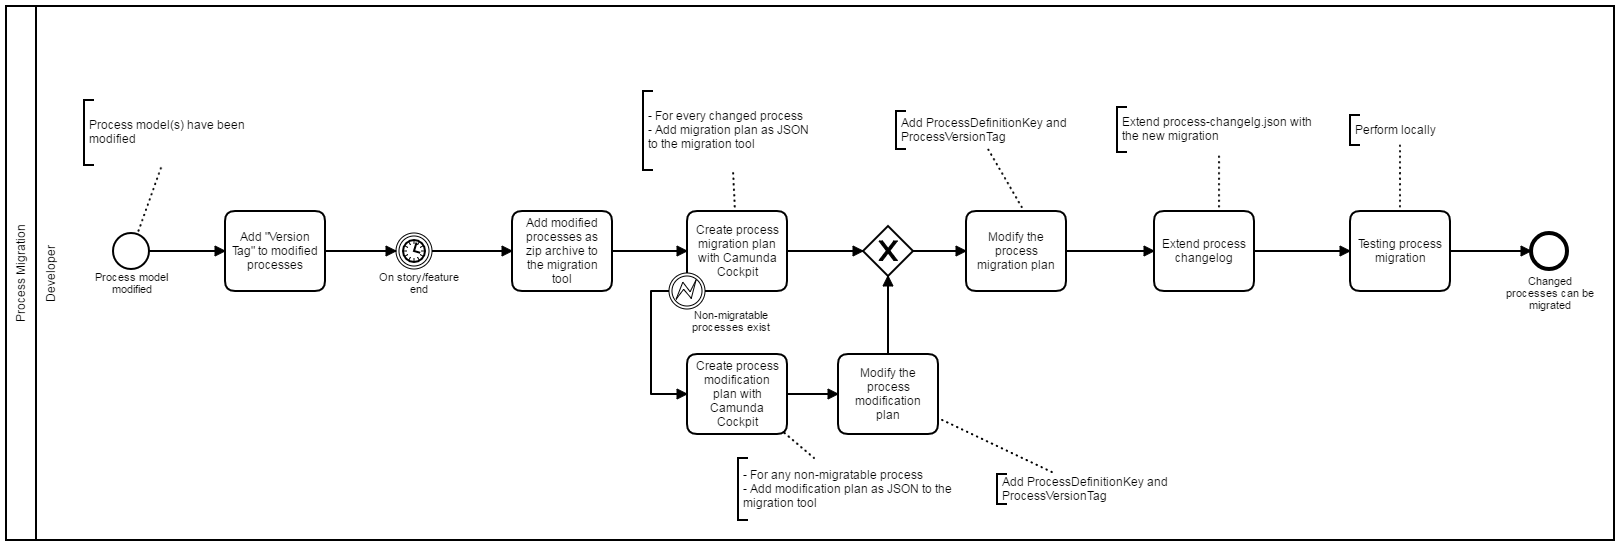 Process Migration
Developer
Process model(s) have been
modified
- For every changed process
- Add migration plan as JSON
to the migration tool
Add ProcessDefinitionKey and
ProcessVersionTag
Extend process-changelg.json with
the new migration
Perform locally
Process model
modified
Add "Version
Tag" to modified
processes
On story/feature
end
Add modified
processes as
zip archive to
the migration
tool
Create process
migration plan
with Camunda
Cockpit
Non-migratable
processes exist
Modify the
process
migration plan
Extend process
changelog
Testing process
migration
Changed
processes can be
migrated
Create process
modification
plan with
Camunda
Cockpit
Modify the
process
modification
plan
- For any non-migratable process
- Add modification plan as JSON to the
migration tool
Add ProcessDefinitionKey and
ProcessVersionTag